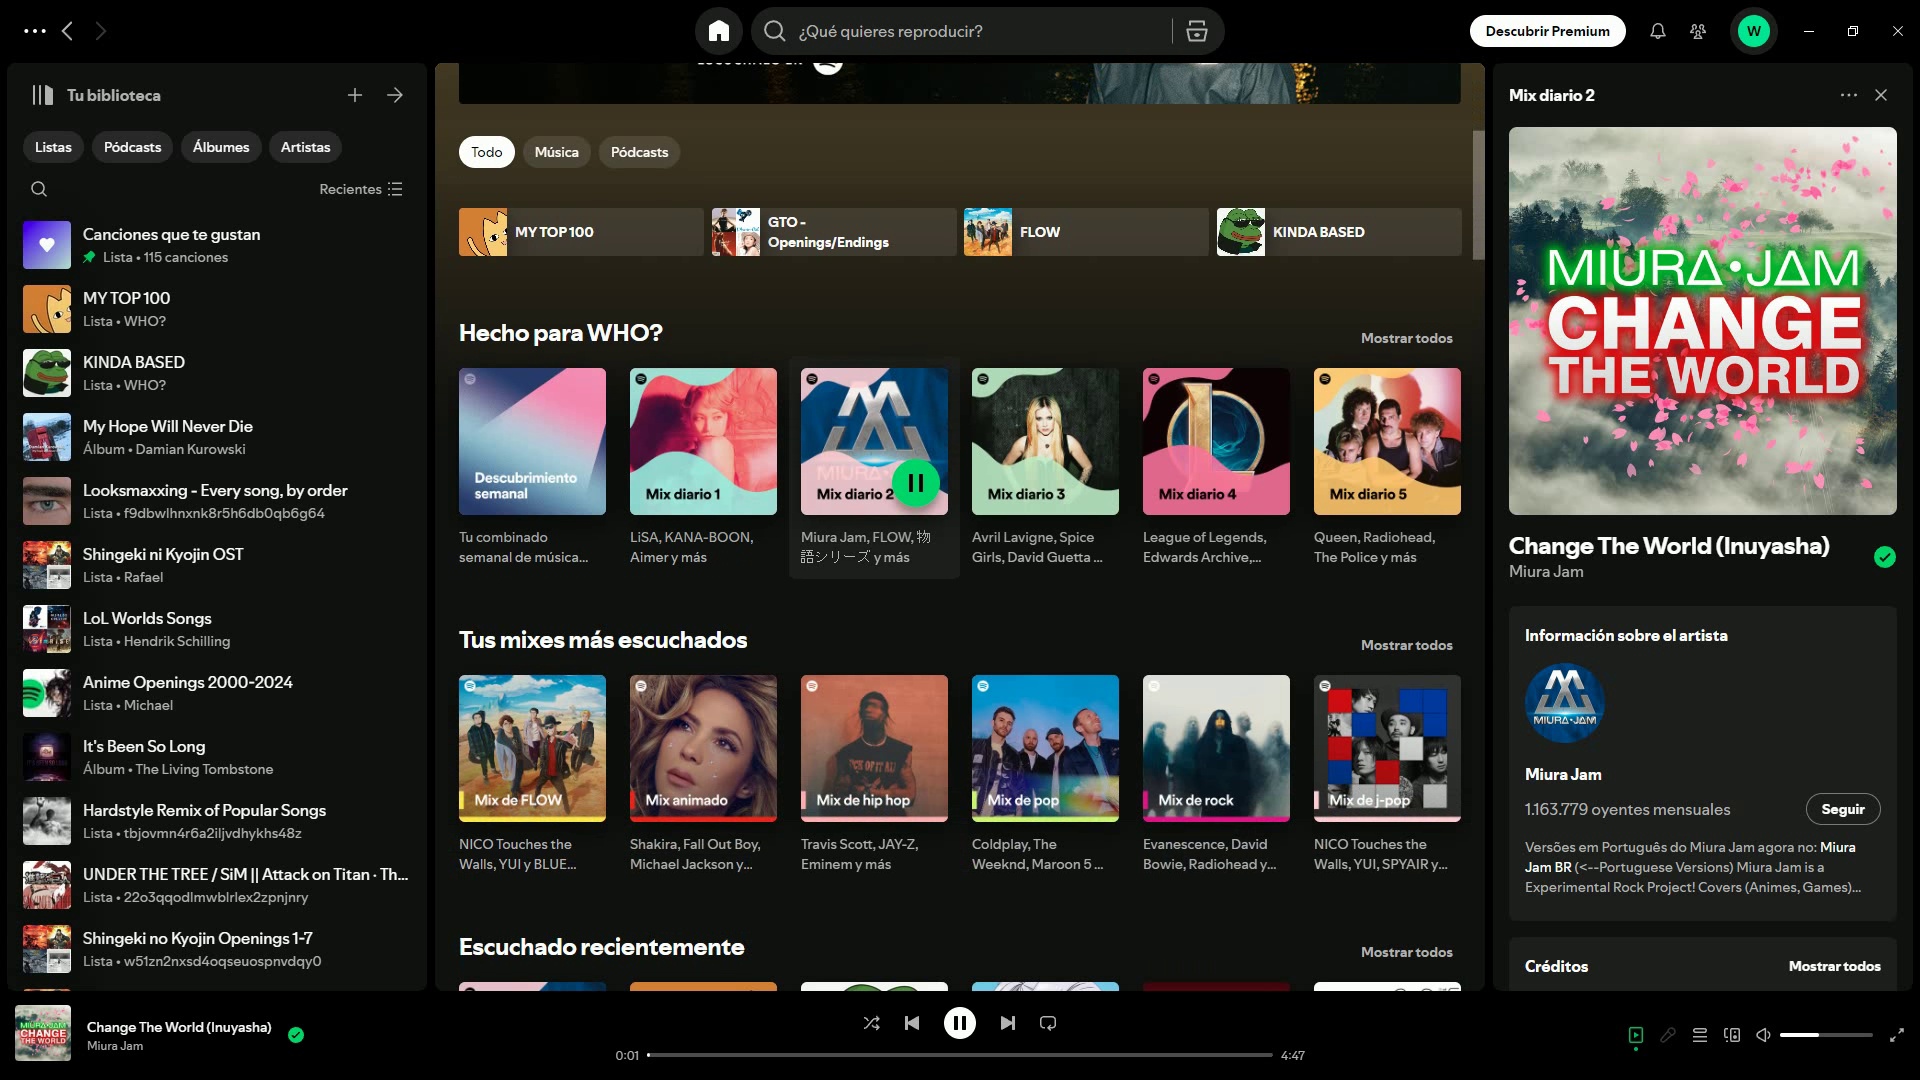 ¿Qué quieres reproducir?
Descubrir Premium
W
Tu biblioteca
Listas
Pódcasts
Álbumes
Artistas
Recientes
Canciones que te gustan
Lista • 115 canciones
MY TOP 100
Lista • WHO?
KINDA BASED
Lista • WHO?
My Hope Will Never Die
Álbum • Damian Kurowski
Looksmaxxing - Every song, by order
Lista • f9dbwlhnxnk8r5h6db0qb6g64
Shingeki ni Kyojin OST
Lista • Rafael
LoL Worlds Songs
Lista • Hendrik Schilling
Anime Openings 2000-2024
Lista • Michael
It's Been So Long
Álbum • The Living Tombstone
Hardstyle Remix of Popular Songs
Lista • tbjovmn4r6a2iljvdhykhs48z
UNDER THE TREE / SiM || Attack on Titan · Th...
Lista • 22o3qqodlmwblrlex2zpnjnry
Shingeki no Kyojin Openings 1-7
Lista • w51zn2nxsd4oqseuospnvdqy0
Todo
Música
Pódcasts
MY TOP 100
GTO -
Openings/Endings
FLOW
KINDA BASED
Hecho para WHO?
Mostrar todos
Descubrimiento
semanal
Tu combinado
semanal de música...
Mix diario 1
LiSA, KANA-BOON,
Aimer y más
Mix diario 2
Miura Jam, FLOW, 物
語シリーズ y más
Mix diario 3
Avril Lavigne, Spice
Girls, David Guetta ...
Mix diario 4
League of Legends,
Edwards Archive,...
Mix diario 5
Queen, Radiohead,
The Police y más
Tus mixes más escuchados
Mostrar todos
Mix de FLOW
NICO Touches the
Walls, YUI y BLUE...
Mix animado
Shakira, Fall Out Boy,
Michael Jackson y...
Mix de hip hop
Travis Scott, JAY-Z,
Eminem y más
Mix de pop
Coldplay, The
Weeknd, Maroon 5 ...
Mix de rock
Evanescence, David
Bowie, Radiohead y...
Mix de j-pop
NICO Touches the
Walls, YUI, SPYAIR y...
Escuchado recientemente
Mostrar todos
Mix diario 2
MIURA•JAM
CHANGE
THE WORLD
Change The World (Inuyasha)
Miura Jam
Información sobre el artista
MIURA•JAM
Miura Jam
1.163.779 oyentes mensuales
Seguir
Versões em Português do Miura Jam agora no: Miura
Jam BR (<--Portuguese Versions) Miura Jam is a
Experimental Rock Project! Covers (Animes, Games)...
Créditos
Mostrar todos
MIURA•JAM
CHANGE
THE WORLD
Change The World (Inuyasha)
Miura Jam
0:01
4:47